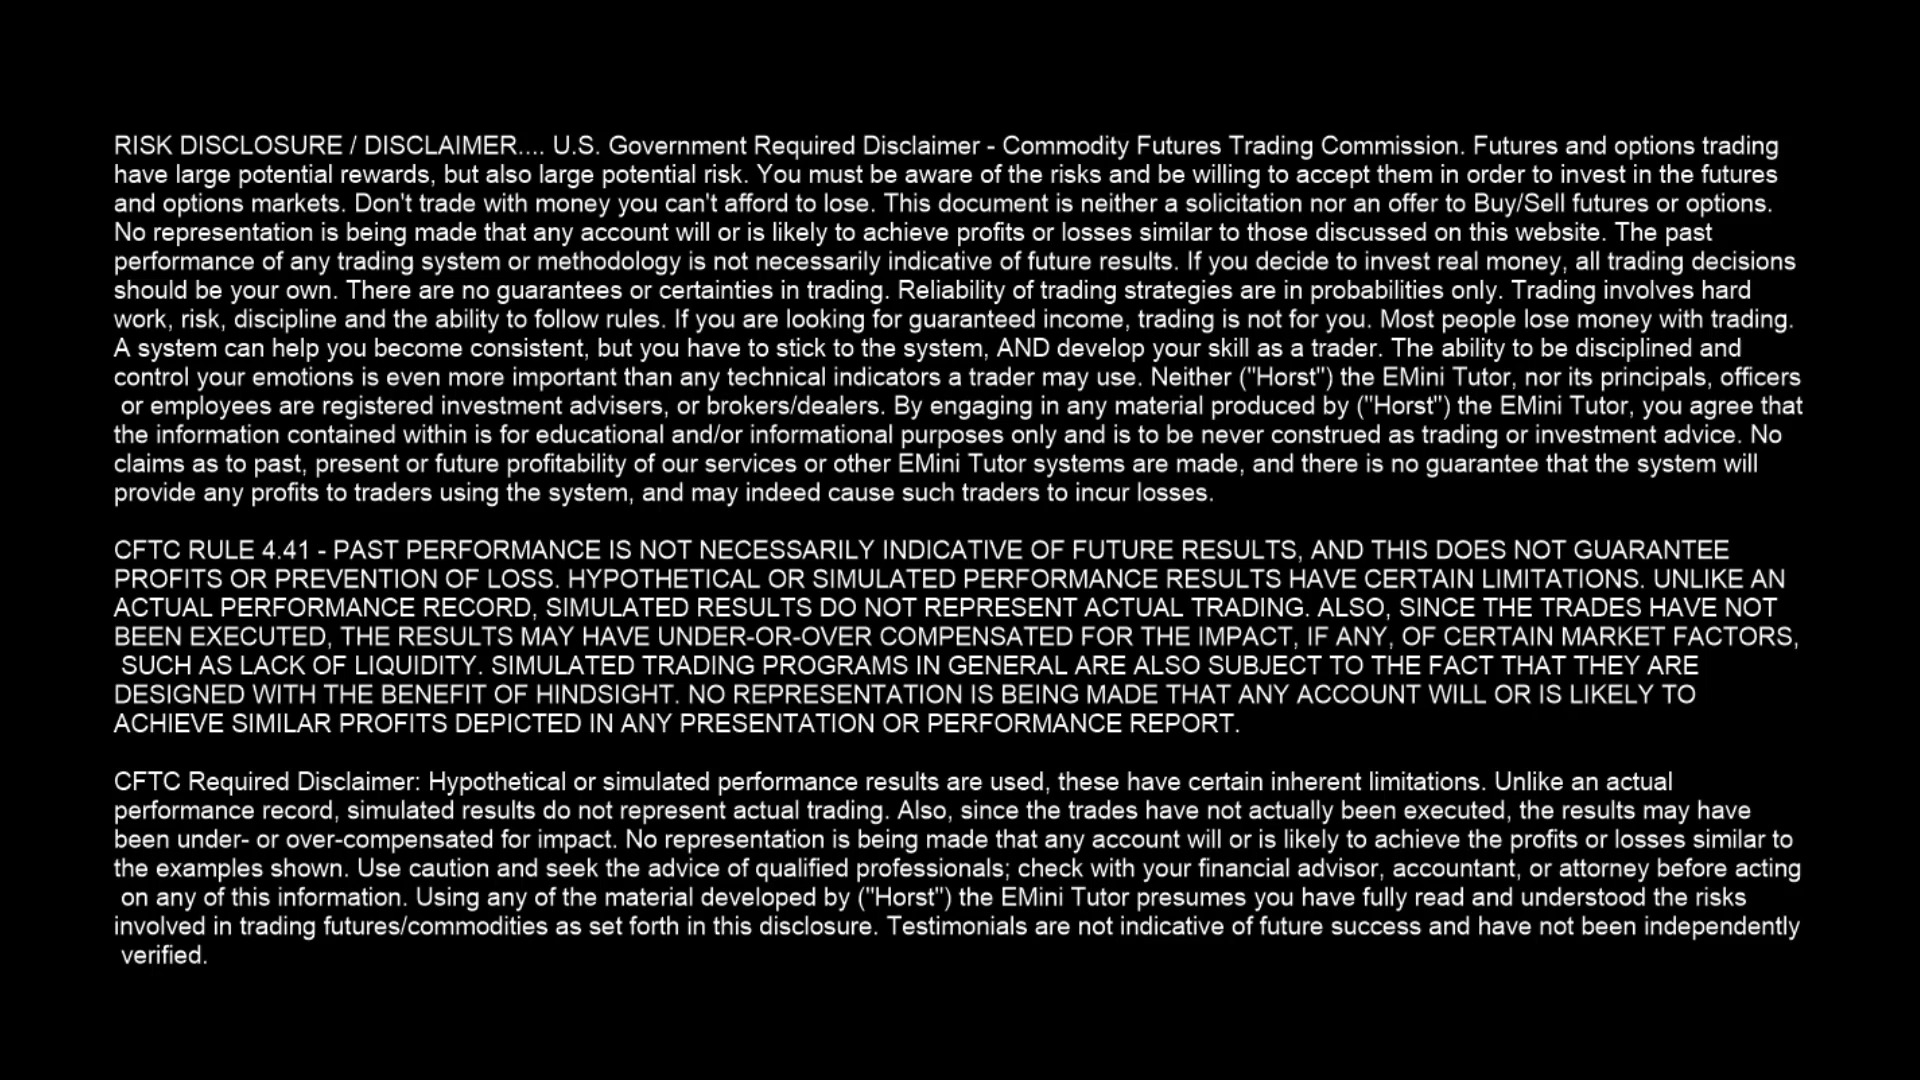 RISK DISCLOSURE / DISCLAIMER.... U.S. Government Required Disclaimer - Commodity Futures Trading Commission. Futures and options trading
have large potential rewards, but also large potential risk. You must be aware of the risks and be willing to accept them in order to invest in the futures
and options markets. Don't trade with money you can't afford to lose. This document is neither a solicitation nor an offer to Buy/Sell futures or options.
No representation is being made that any account will or is likely to achieve profits or losses similar to those discussed on this website. The past
performance of any trading system or methodology is not necessarily indicative of future results. If you decide to invest real money, all trading decisions
should be your own. There are no guarantees or certainties in trading. Reliability of trading strategies are in probabilities only. Trading involves hard
work, risk, discipline and the ability to follow rules. If you are looking for guaranteed income, trading is not for you. Most people lose money with trading.
A system can help you become consistent, but you have to stick to the system, AND develop your skill as a trader. The ability to be disciplined and
control your emotions is even more important than any technical indicators a trader may use. Neither ("Horst") the EMini Tutor, nor its principals, officers
or employees are registered investment advisers, or brokers/dealers. By engaging in any material produced by ("Horst") the EMini Tutor, you agree that
the information contained within is for educational and/or informational purposes only and is to be never construed as trading or investment advice. No
claims as to past, present or future profitability of our services or other EMini Tutor systems are made, and there is no guarantee that the system will
provide any profits to traders using the system, and may indeed cause such traders to incur losses.
CFTC RULE 4.41 - PAST PERFORMANCE IS NOT NECESSARILY INDICATIVE OF FUTURE RESULTS, AND THIS DOES NOT GUARANTEE
PROFITS OR PREVENTION OF LOSS. HYPOTHETICAL OR SIMULATED PERFORMANCE RESULTS HAVE CERTAIN LIMITATIONS. UNLIKE AN
ACTUAL PERFORMANCE RECORD, SIMULATED RESULTS DO NOT REPRESENT ACTUAL TRADING. ALSO, SINCE THE TRADES HAVE NOT
BEEN EXECUTED, THE RESULTS MAY HAVE UNDER-OR-OVER COMPENSATED FOR THE IMPACT, IF ANY, OF CERTAIN MARKET FACTORS,
SUCH AS LACK OF LIQUIDITY. SIMULATED TRADING PROGRAMS IN GENERAL ARE ALSO SUBJECT TO THE FACT THAT THEY ARE
DESIGNED WITH THE BENEFIT OF HINDSIGHT. NO REPRESENTATION IS BEING MADE THAT ANY ACCOUNT WILL OR IS LIKELY TO
ACHIEVE SIMILAR PROFITS DEPICTED IN ANY PRESENTATION OR PERFORMANCE REPORT.
CFTC Required Disclaimer: Hypothetical or simulated performance results are used, these have certain inherent limitations. Unlike an actual
performance record, simulated results do not represent actual trading. Also, since the trades have not actually been executed, the results may have
been under- or over-compensated for impact. No representation is being made that any account will or is likely to achieve the profits or losses similar to
the examples shown. Use caution and seek the advice of qualified professionals; check with your financial advisor, accountant, or attorney before acting
on any of this information. Using any of the material developed by ("Horst") the EMini Tutor presumes you have fully read and understood the risks
involved in trading futures/commodities as set forth in this disclosure. Testimonials are not indicative of future success and have not been independently
verified.